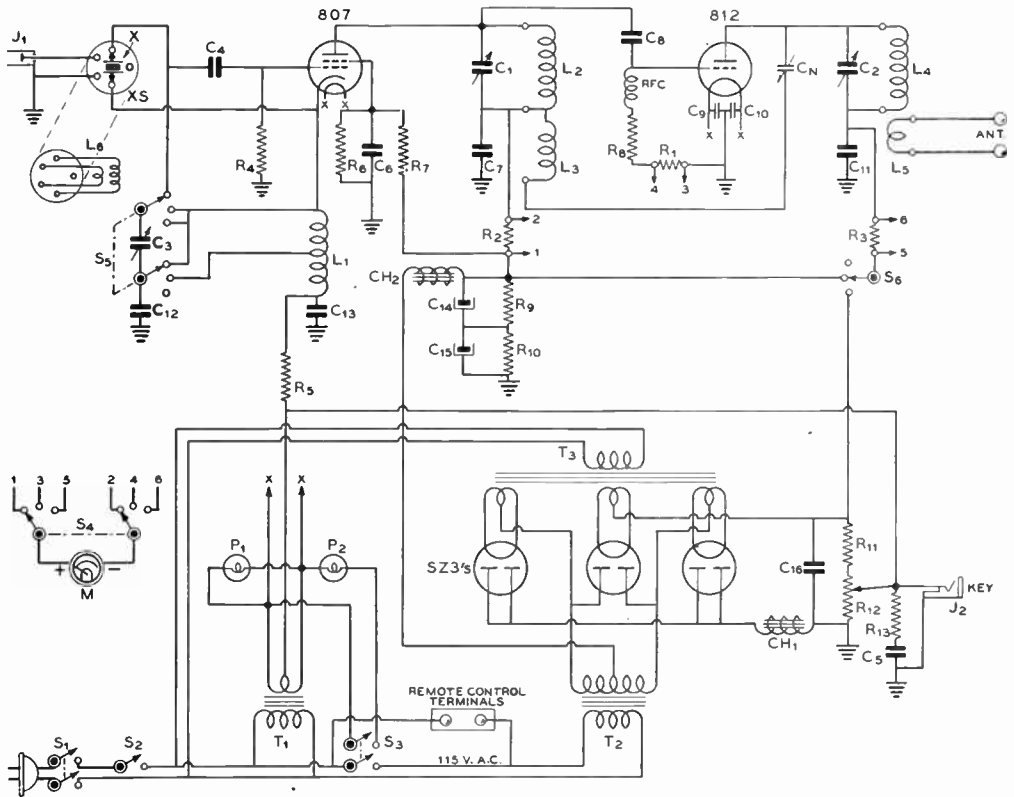 J1
X
O
XS
C4
807
C1
L2
C8
812
CN
C2
L4
RFC
C9
C10
X
X
ANT.
L5
L6
R4
X
X
R6
C6
R7
C7
L3
R8
R1
4
3
C11
S5
C3
L1
R2
2
1
R3
6
5
S6
C12
C13
CH2
C14
R9
C15
R10
R5
T3
1 3 5
2 4 6
S4
+
−
M
X
X
P1
P2
5Z3'S
C16
R11
R12
R13
C5
KEY
J2
CH1
REMOTE CONTROL
TERMINALS
S1
S2
T1
S3
115 V. A.C.
T2